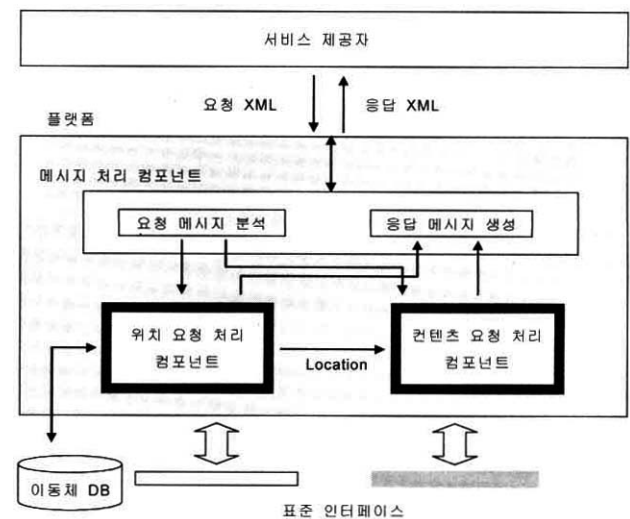 서비스 제공자
요청 XML
응답 XML
플랫폼
메시지 처리 컴포넌트
요청 메시지 분석
응답 메시지 생성
위치 요청 처리
컴포넌트
Location
컨텐츠 요청 처리
컴포넌트
이동체 DB
표준 인터페이스